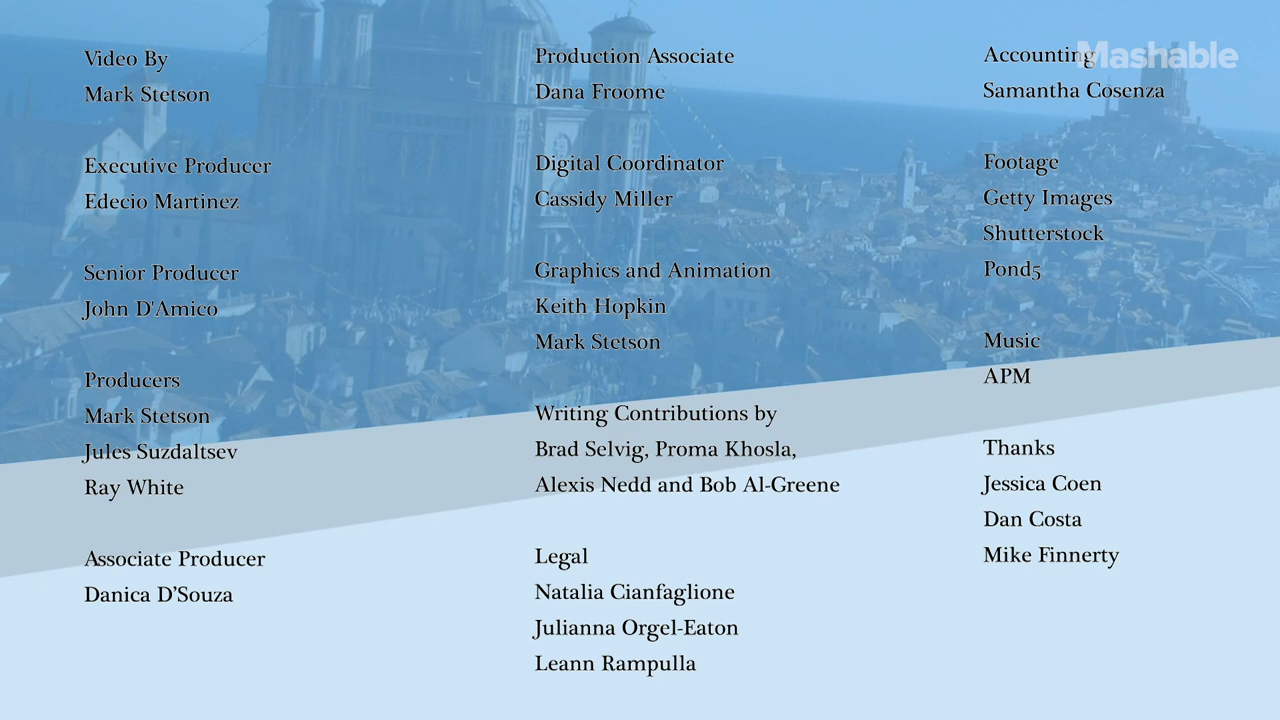 Video By
Mark Stetson
Executive Producer
Edecio Martinez
Senior Producer
John D'Amico
Producers
Mark Stetson
Jules Suzdaltsev
Ray White
Associate Producer
Danica D’Souza
Production Associate
Dana Froome
Digital Coordinator
Cassidy Miller
Graphics and Animation
Keith Hopkin
Mark Stetson
Writing Contributions by
Brad Selvig, Proma Khosla,
Alexis Nedd and Bob Al-Greene
Legal
Natalia Cianfaglione
Julianna Orgel-Eaton
Leann Rampulla
Mashable
Accounting
Samantha Cosenza
Footage
Getty Images
Shutterstock
Pond5
Music
APM
Thanks
Jessica Coen
Dan Costa
Mike Finnerty